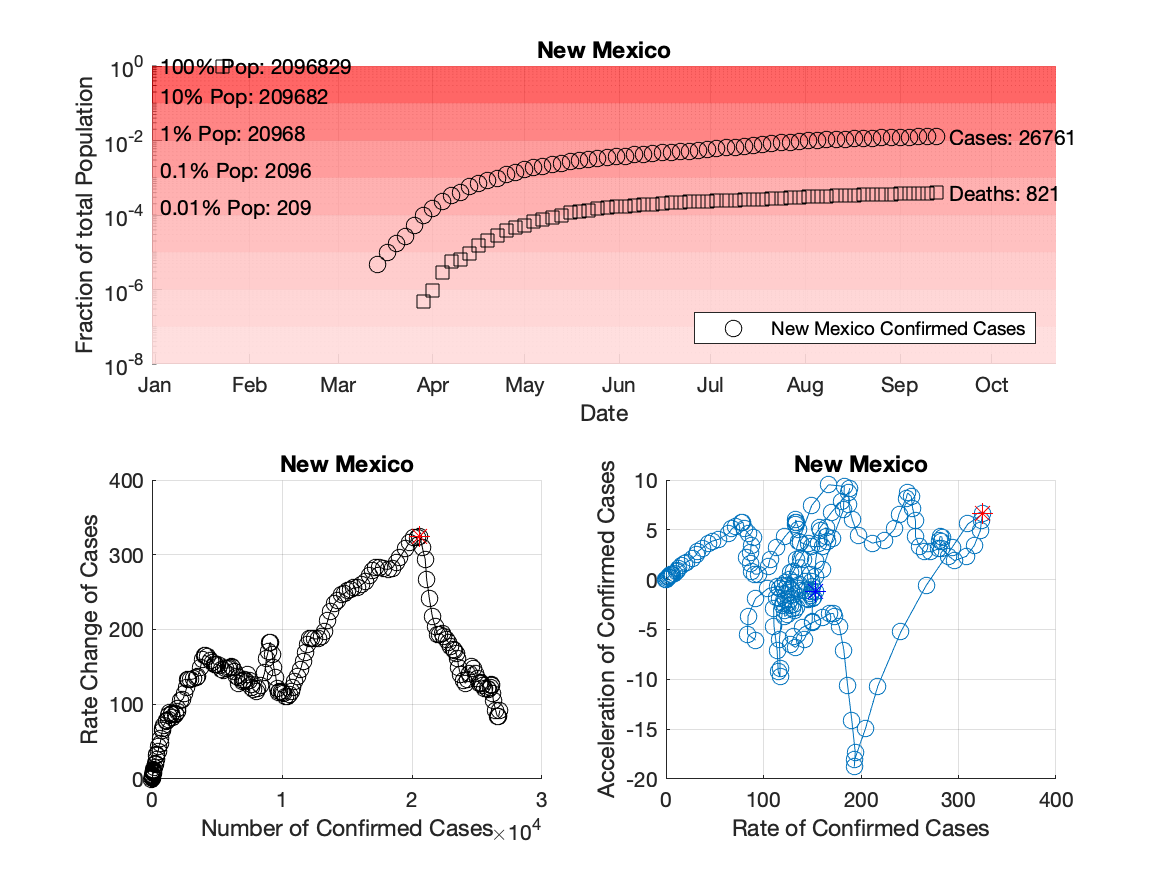 New Mexico
10^0
10^-2
10^-4
10^-6
10^-8
Fraction of total Population
100% Pop: 2096829
10% Pop: 209682
1% Pop: 20968
0.1% Pop: 2096
0.01% Pop: 209
Cases: 26761
Deaths: 821
New Mexico Confirmed Cases
Jan Feb Mar Apr May Jun Jul Aug Sep Oct
Date
New Mexico
400
300
200
100
0
Rate Change of Cases
0 1 2 3
Number of Confirmed Cases ×10^4
New Mexico
10
5
0
-5
-10
-15
-20
Acceleration of Confirmed Cases
0 100 200 300 400
Rate of Confirmed Cases